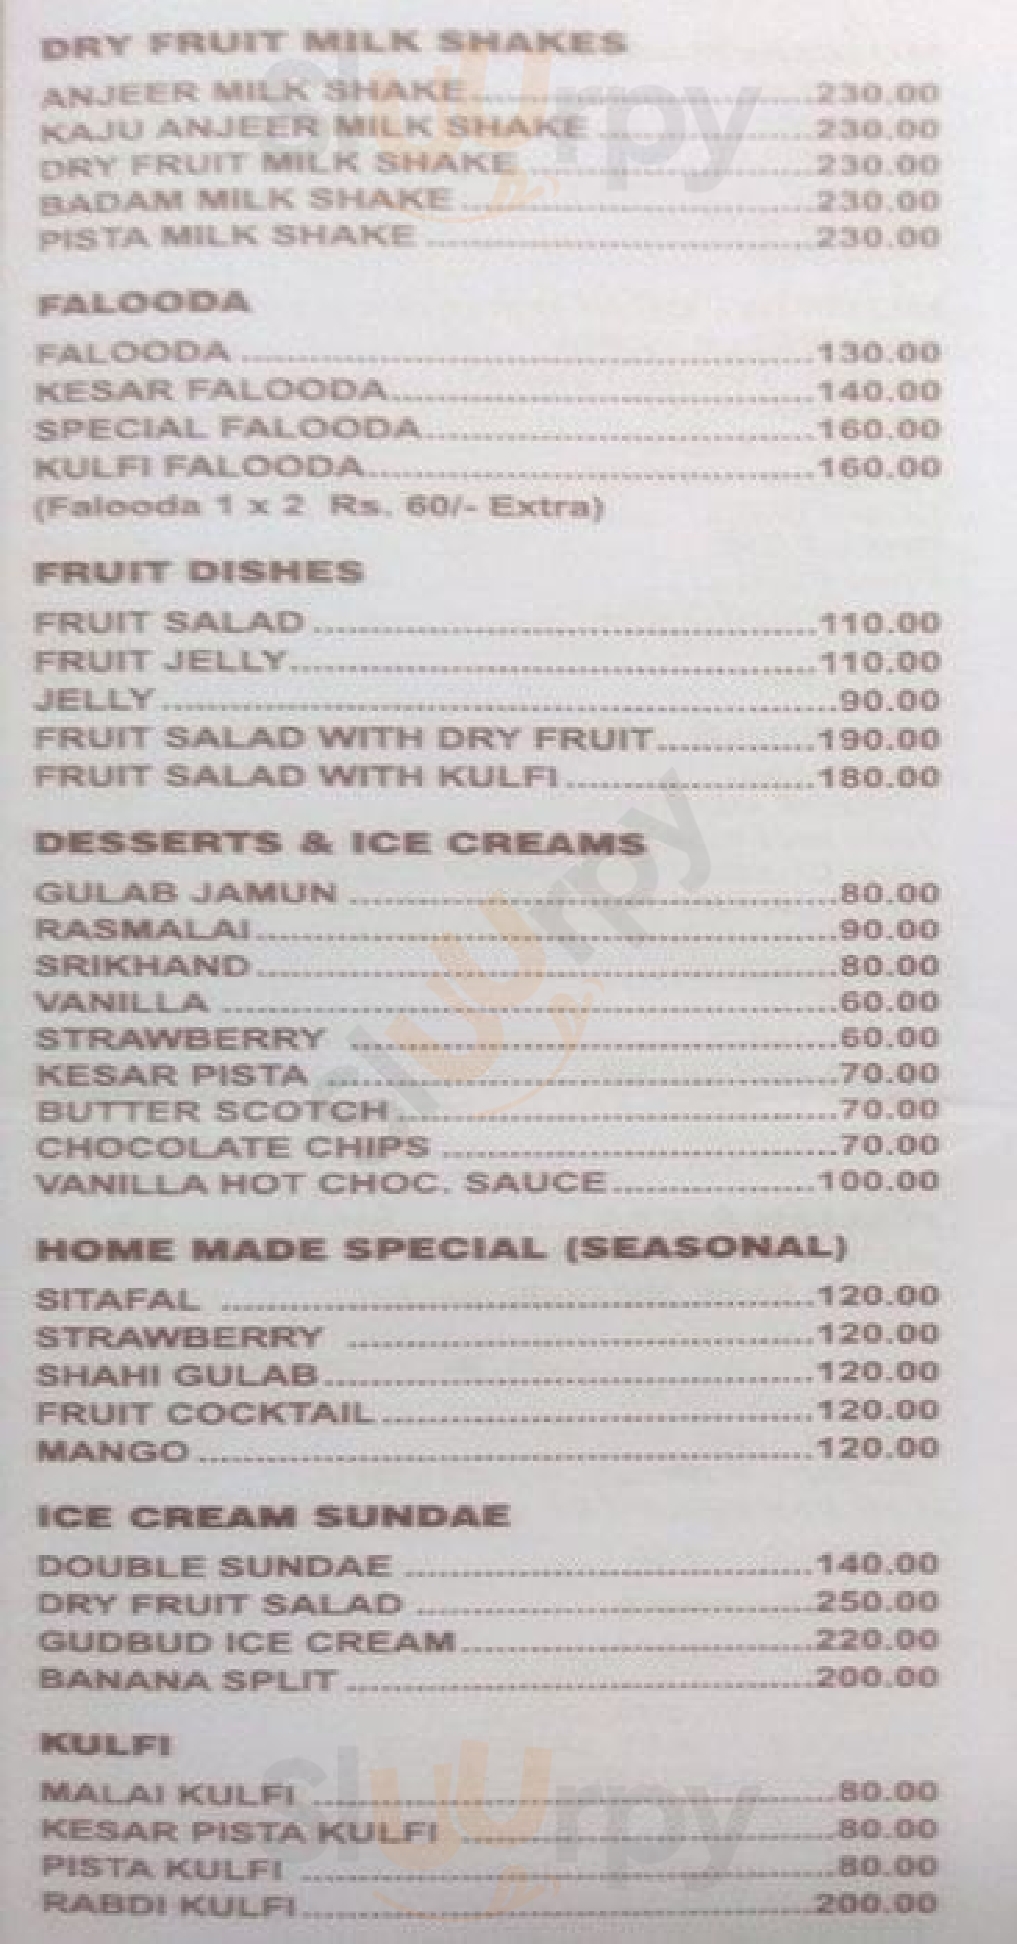 DRY FRUIT MILK SHAKES
ANJEER MILK SHAKE..............................230.00
KAJU ANJEER MILK SHAKE ...................230.00
DRY FRUIT MILK SHAKE .........................230.00
BADAM MILK SHAKE ...............................230.00
PISTA MILK SHAKE ..................................230.00
FALOODA
FALOODA ..................................................130.00
KESAR FALOODA.....................................140.00
SPECIAL FALOODA..................................160.00
KULFI FALOODA.......................................160.00
(Falooda 1 x 2 Rs. 60/- Extra)
FRUIT DISHES
FRUIT SALAD ............................................110.00
FRUIT JELLY..............................................110.00
JELLY ...........................................................90.00
FRUIT SALAD WITH DRY FRUIT..............190.00
FRUIT SALAD WITH KULFI ......................180.00
DESSERTS & ICE CREAMS
GULAB JAMUN ...........................................80.00
RASMALAI...................................................90.00
SRIKHAND...................................................80.00
VANILLA ......................................................60.00
STRAWBERRY ...........................................60.00
KESAR PISTA .............................................70.00
BUTTER SCOTCH.......................................70.00
CHOCOLATE CHIPS ...................................70.00
VANILLA HOT CHOC. SAUCE..................100.00
HOME MADE SPECIAL (SEASONAL)
SITAFAL ....................................................120.00
STRAWBERRY .........................................120.00
SHAHI GULAB...........................................120.00
FRUIT COCKTAIL......................................120.00
MANGO ......................................................120.00
ICE CREAM SUNDAE
DOUBLE SUNDAE ....................................140.00
DRY FRUIT SALAD ...................................250.00
GUDBUD ICE CREAM...............................220.00
BANANA SPLIT .........................................200.00
KULFI
MALAI KULFI ..............................................80.00
KESAR PISTA KULFI .................................80.00
PISTA KULFI ...............................................80.00
RABDI KULFI.............................................200.00
slurpy
slurpy
slurpy